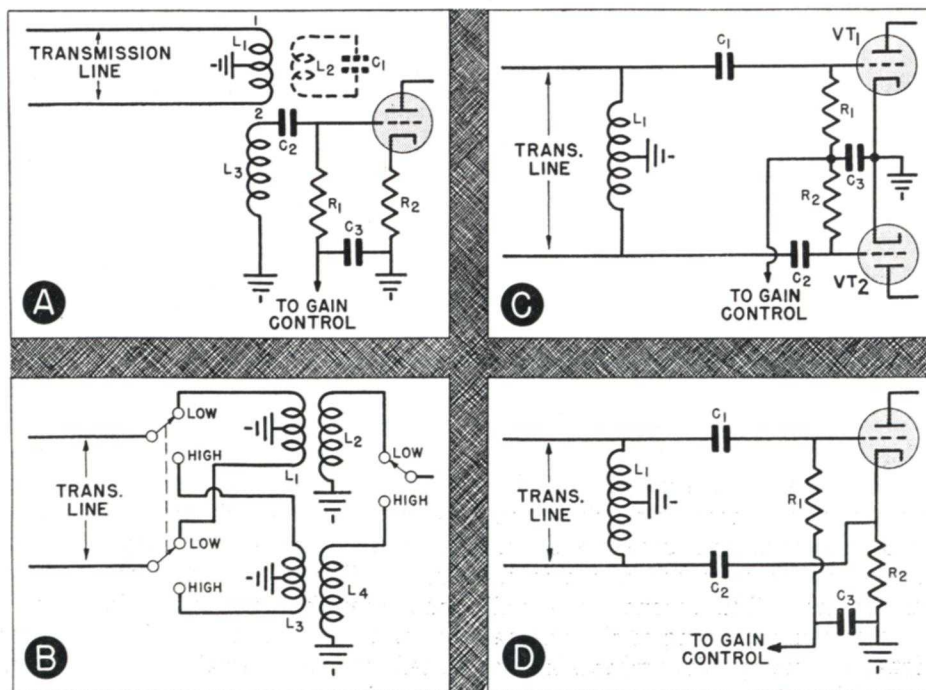 1
TRANSMISSION
LINE
L1
L2
C1
2
C2
L3
R1
R2
C3
TO GAIN
CONTROL
A
C1
VT1
R1
L1
TRANS.
LINE
C3
R2
C2
VT2
TO GAIN
CONTROL
C
LOW
HIGH
L1
L2
LOW
TRANS.
LINE
HIGH
LOW
HIGH
L3
L4
B
C1
L1
TRANS.
LINE
R1
C2
R2
C3
TO GAIN
CONTROL
D